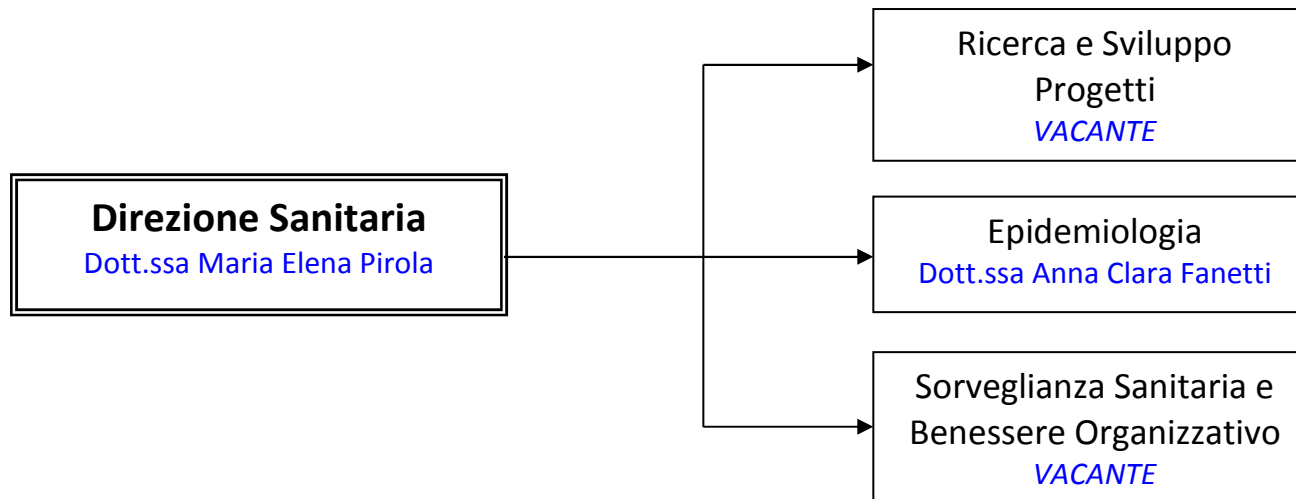 Ricerca e Sviluppo
Progetti
VACANTE
Direzione Sanitaria
Dott.ssa Maria Elena Pirola
Epidemiologia
Dott.ssa Anna Clara Fanetti
Sorveglianza Sanitaria e
Benessere Organizzativo
VACANTE